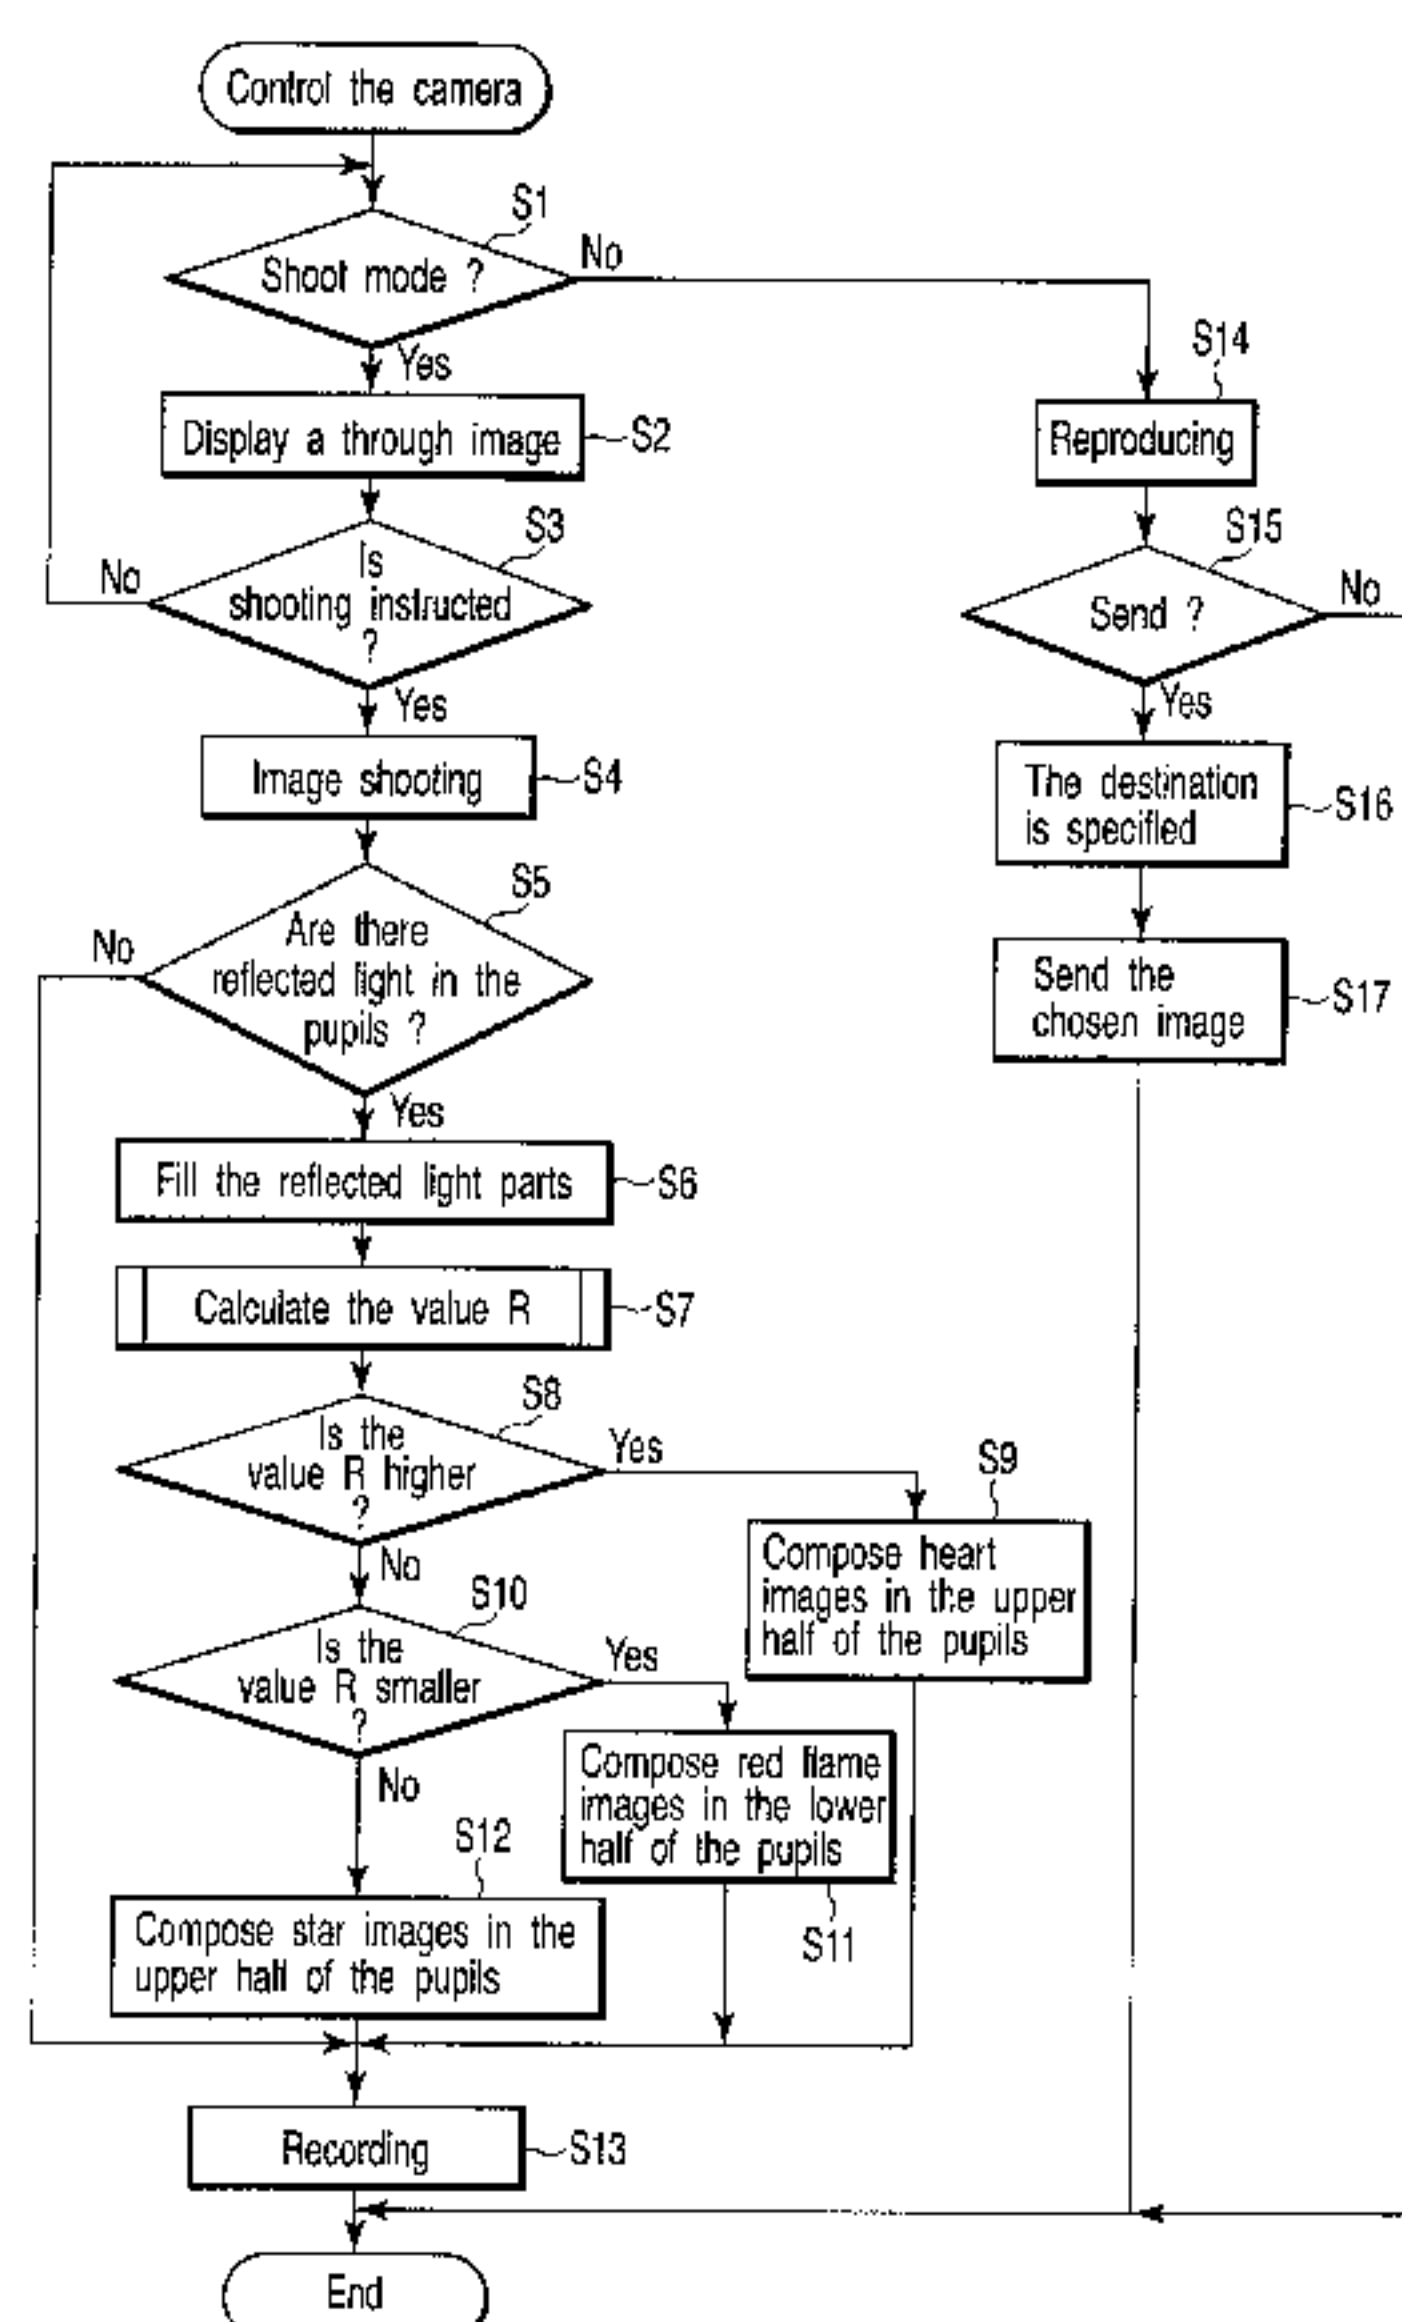 Control the camera
S1
Shoot mode ?
No
Yes
Display a through image
S2
S3
Is
shooting instructed
?
No
Yes
Image shooting
S4
S5
Are there
reflected light in the
pupils ?
No
Yes
Fill the reflected light parts
S6
Calculate the value R
S7
S8
Is the
value R higher
?
Yes
No
S9
Compose heart
images in the upper
half of the pupils
S10
Is the
value R smaller
?
Yes
No
Compose red flame
images in the lower
half of the pupils
S11
S12
Compose star images in the
upper half of the pupils
Recording
S13
End
S14
Reproducing
S15
Send ?
No
Yes
The destination
is specified
S16
Send the
chosen image
S17